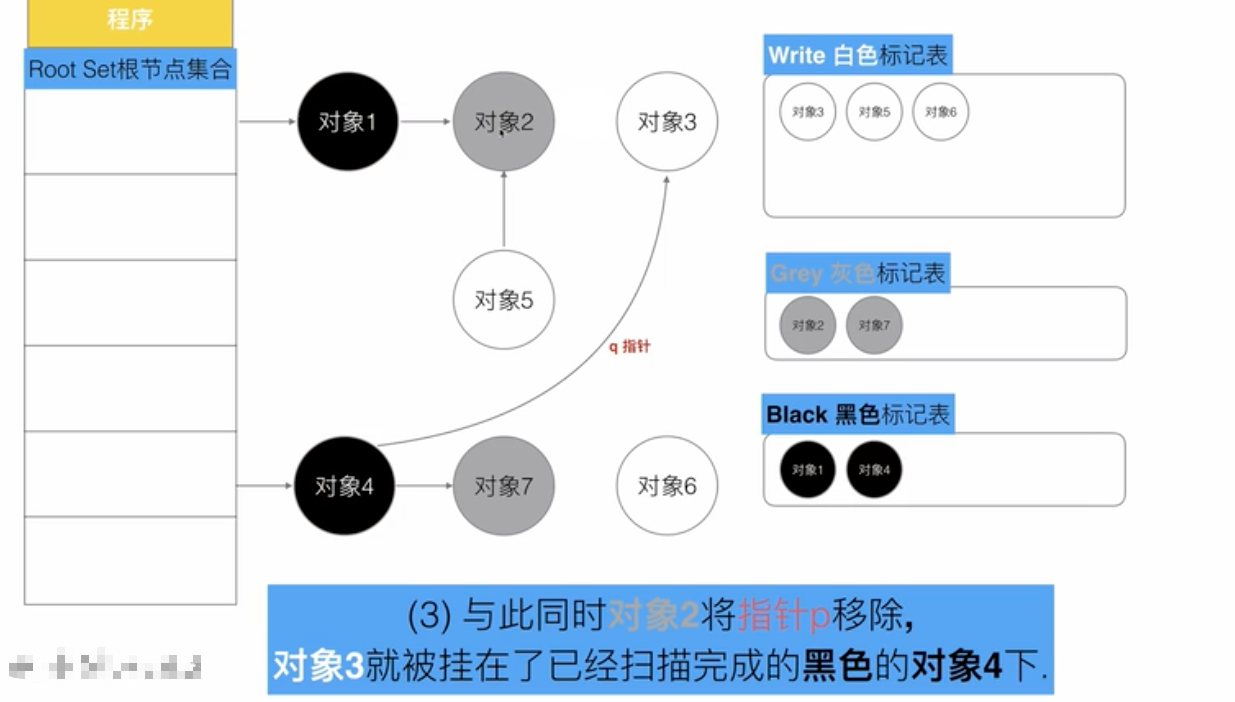 程序
Root Set根节点集合
对象1
对象2
对象3
对象5
q 指针
对象4
对象7
对象6
Write 白色标记表
对象3 对象5 对象6
Grey 灰色标记表
对象2 对象7
Black 黑色标记表
对象1 对象4
(3) 与此同时对象2将指针p移除,
对象3就被挂在了已经扫描完成的黑色的对象4下.